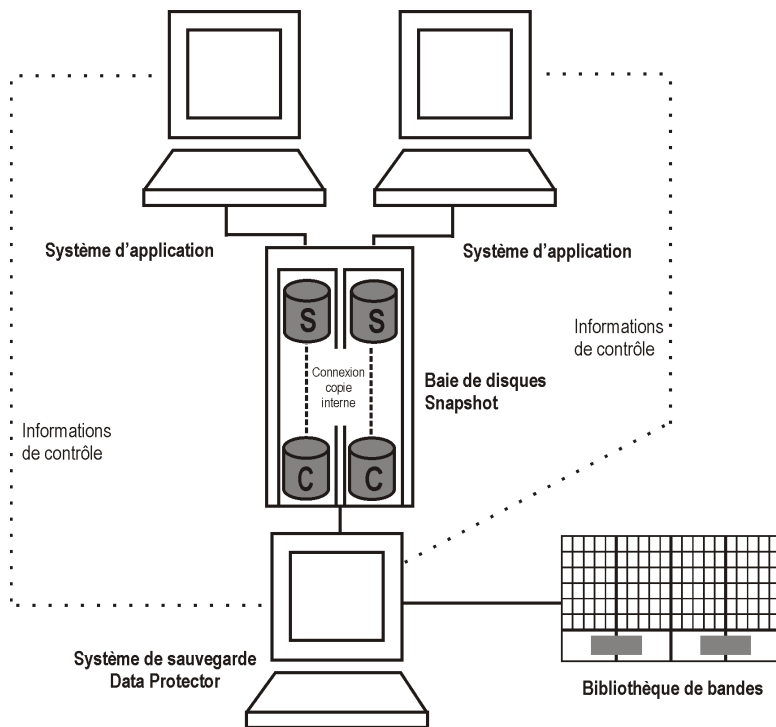 Système d'application
Système d'application
S
S
Connexion
copie
interne
Baie de disques
Snapshot
Informations
de contrôle
Informations
de contrôle
C
C
Système de sauvegarde
Data Protector
Bibliothèque de bandes